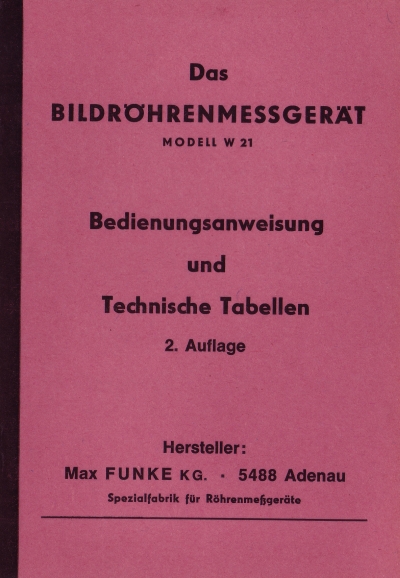 Das
BILDRÖHRENMESSGERÄT
MODELL W 21
Bedienungsanweisung
und
Technische Tabellen
2. Auflage
Hersteller:
Max FUNKE KG. · 5488 Adenau
Spezialfabrik für Röhrenmeßgeräte